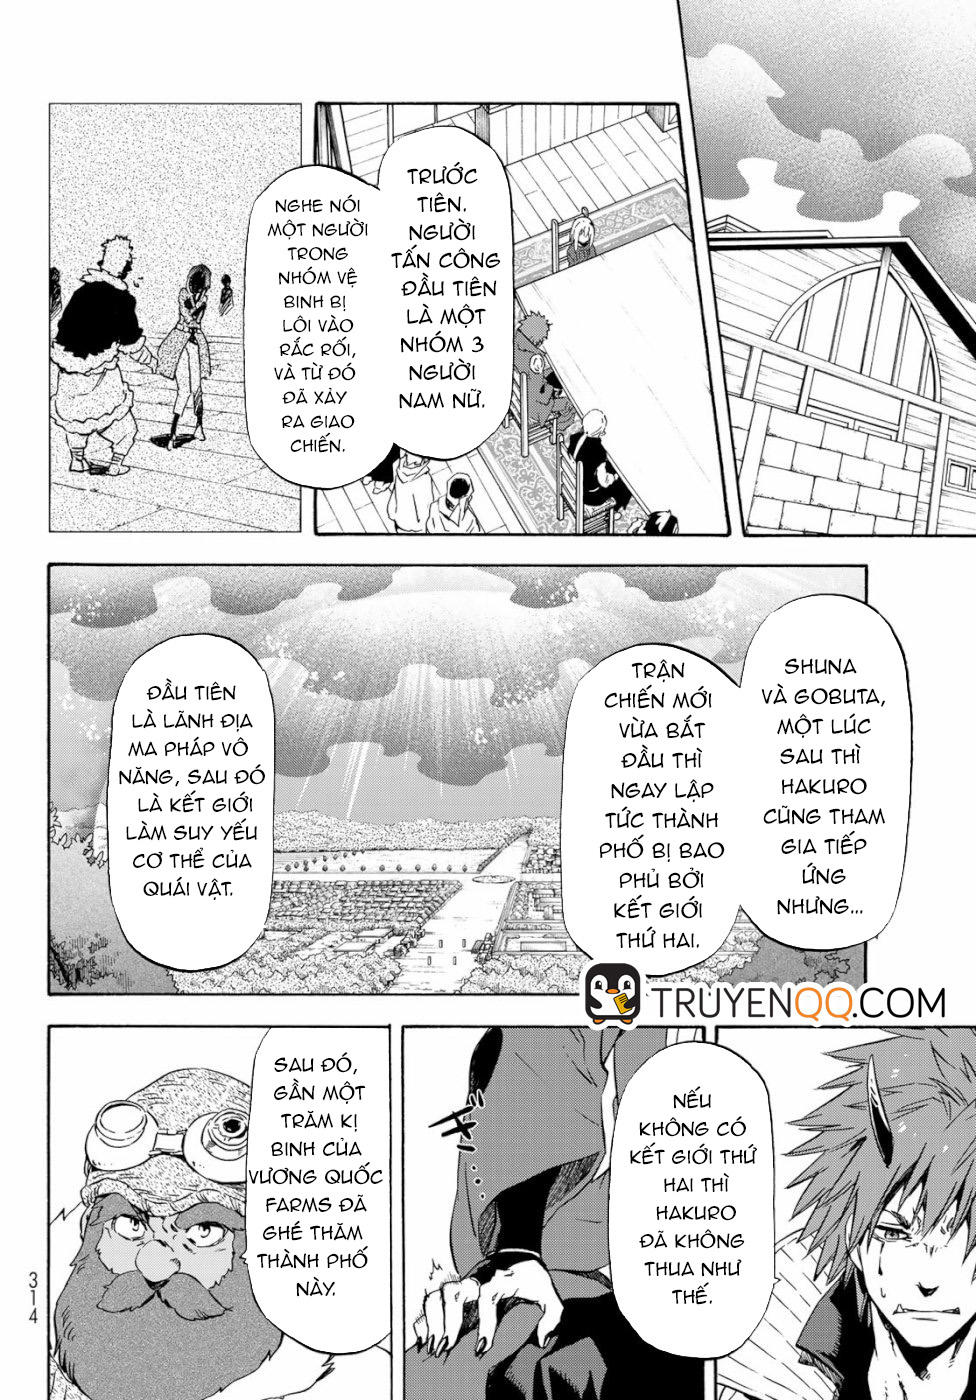 TRƯỚC
TIÊN.
NGƯỜI
TẤN CÔNG
ĐẦU TIÊN
LÀ MỘT
NHÓM 3
NGƯỜI
NAM NỮ.
NGHE NÓI
MỘT NGƯỜI
TRONG
NHÓM VỆ
BINH BỊ
LÔI VÀO
RẮC RỐI,
VÀ TỪ ĐÓ
ĐÃ XẢY
RA GIAO
CHIẾN.
SHUNA
VÀ GOBUTA,
MỘT LÚC
SAU THÌ
HAKURO
CŨNG THAM
GIA TIẾP
ỨNG
NHƯNG...
TRẬN
CHIẾN MỚI
VỪA BẮT
ĐẦU THÌ
NGAY LẬP
TỨC THÀNH
PHỐ BỊ BAO
PHỦ BỞI
KẾT GIỚI
THỨ HAI.
ĐẦU TIÊN
LÀ LÃNH ĐỊA
MA PHÁP VÔ
NĂNG, SAU ĐÓ
LÀ KẾT GIỚI
LÀM SUY YẾU
CƠ THỂ CỦA
QUÁI VẬT.
TRUYENQQ.COM
NẾU
KHÔNG CÓ
KẾT GIỚI THỨ
HAI THÌ
HAKURO
ĐÃ KHÔNG
THUA NHƯ
THẾ.
SAU ĐÓ,
GẦN MỘT
TRĂM KỊ
BINH CỦA
VƯƠNG QUỐC
FARMS ĐÃ
GHÉ THĂM
THÀNH PHỐ
NÀY.
314